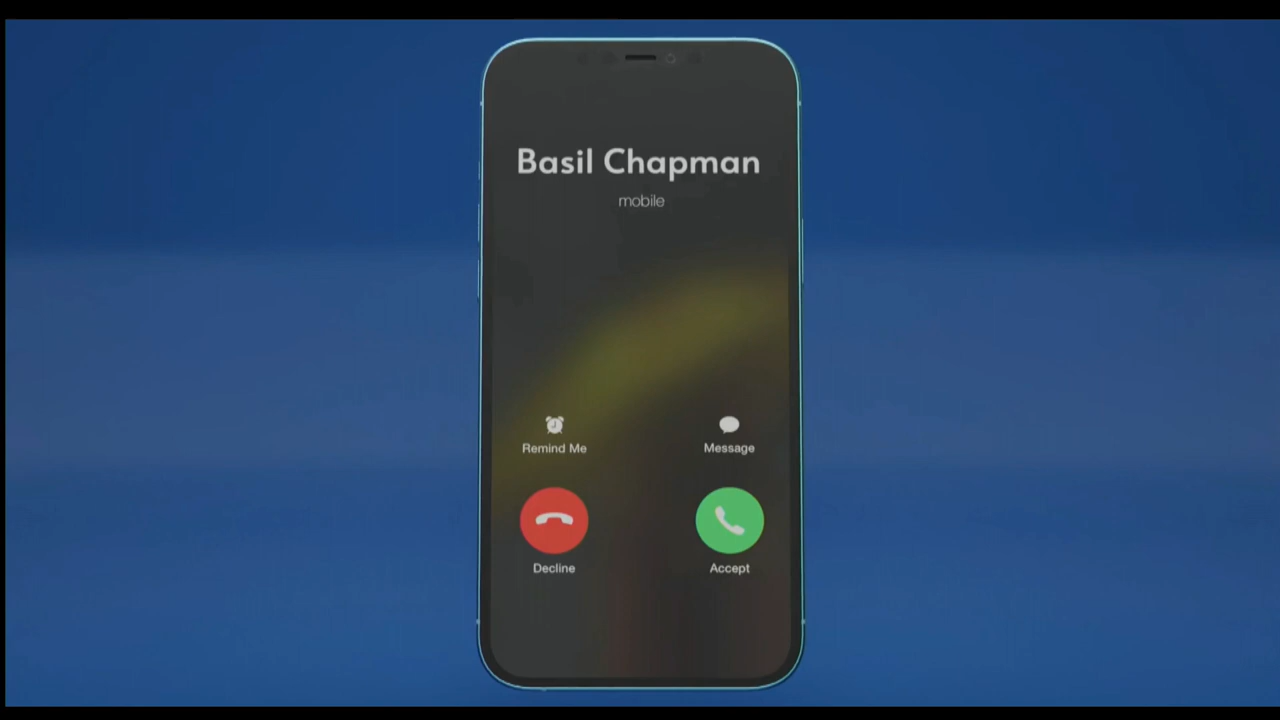 Basil Chapman
mobile
Remind Me
Message
Decline
Accept